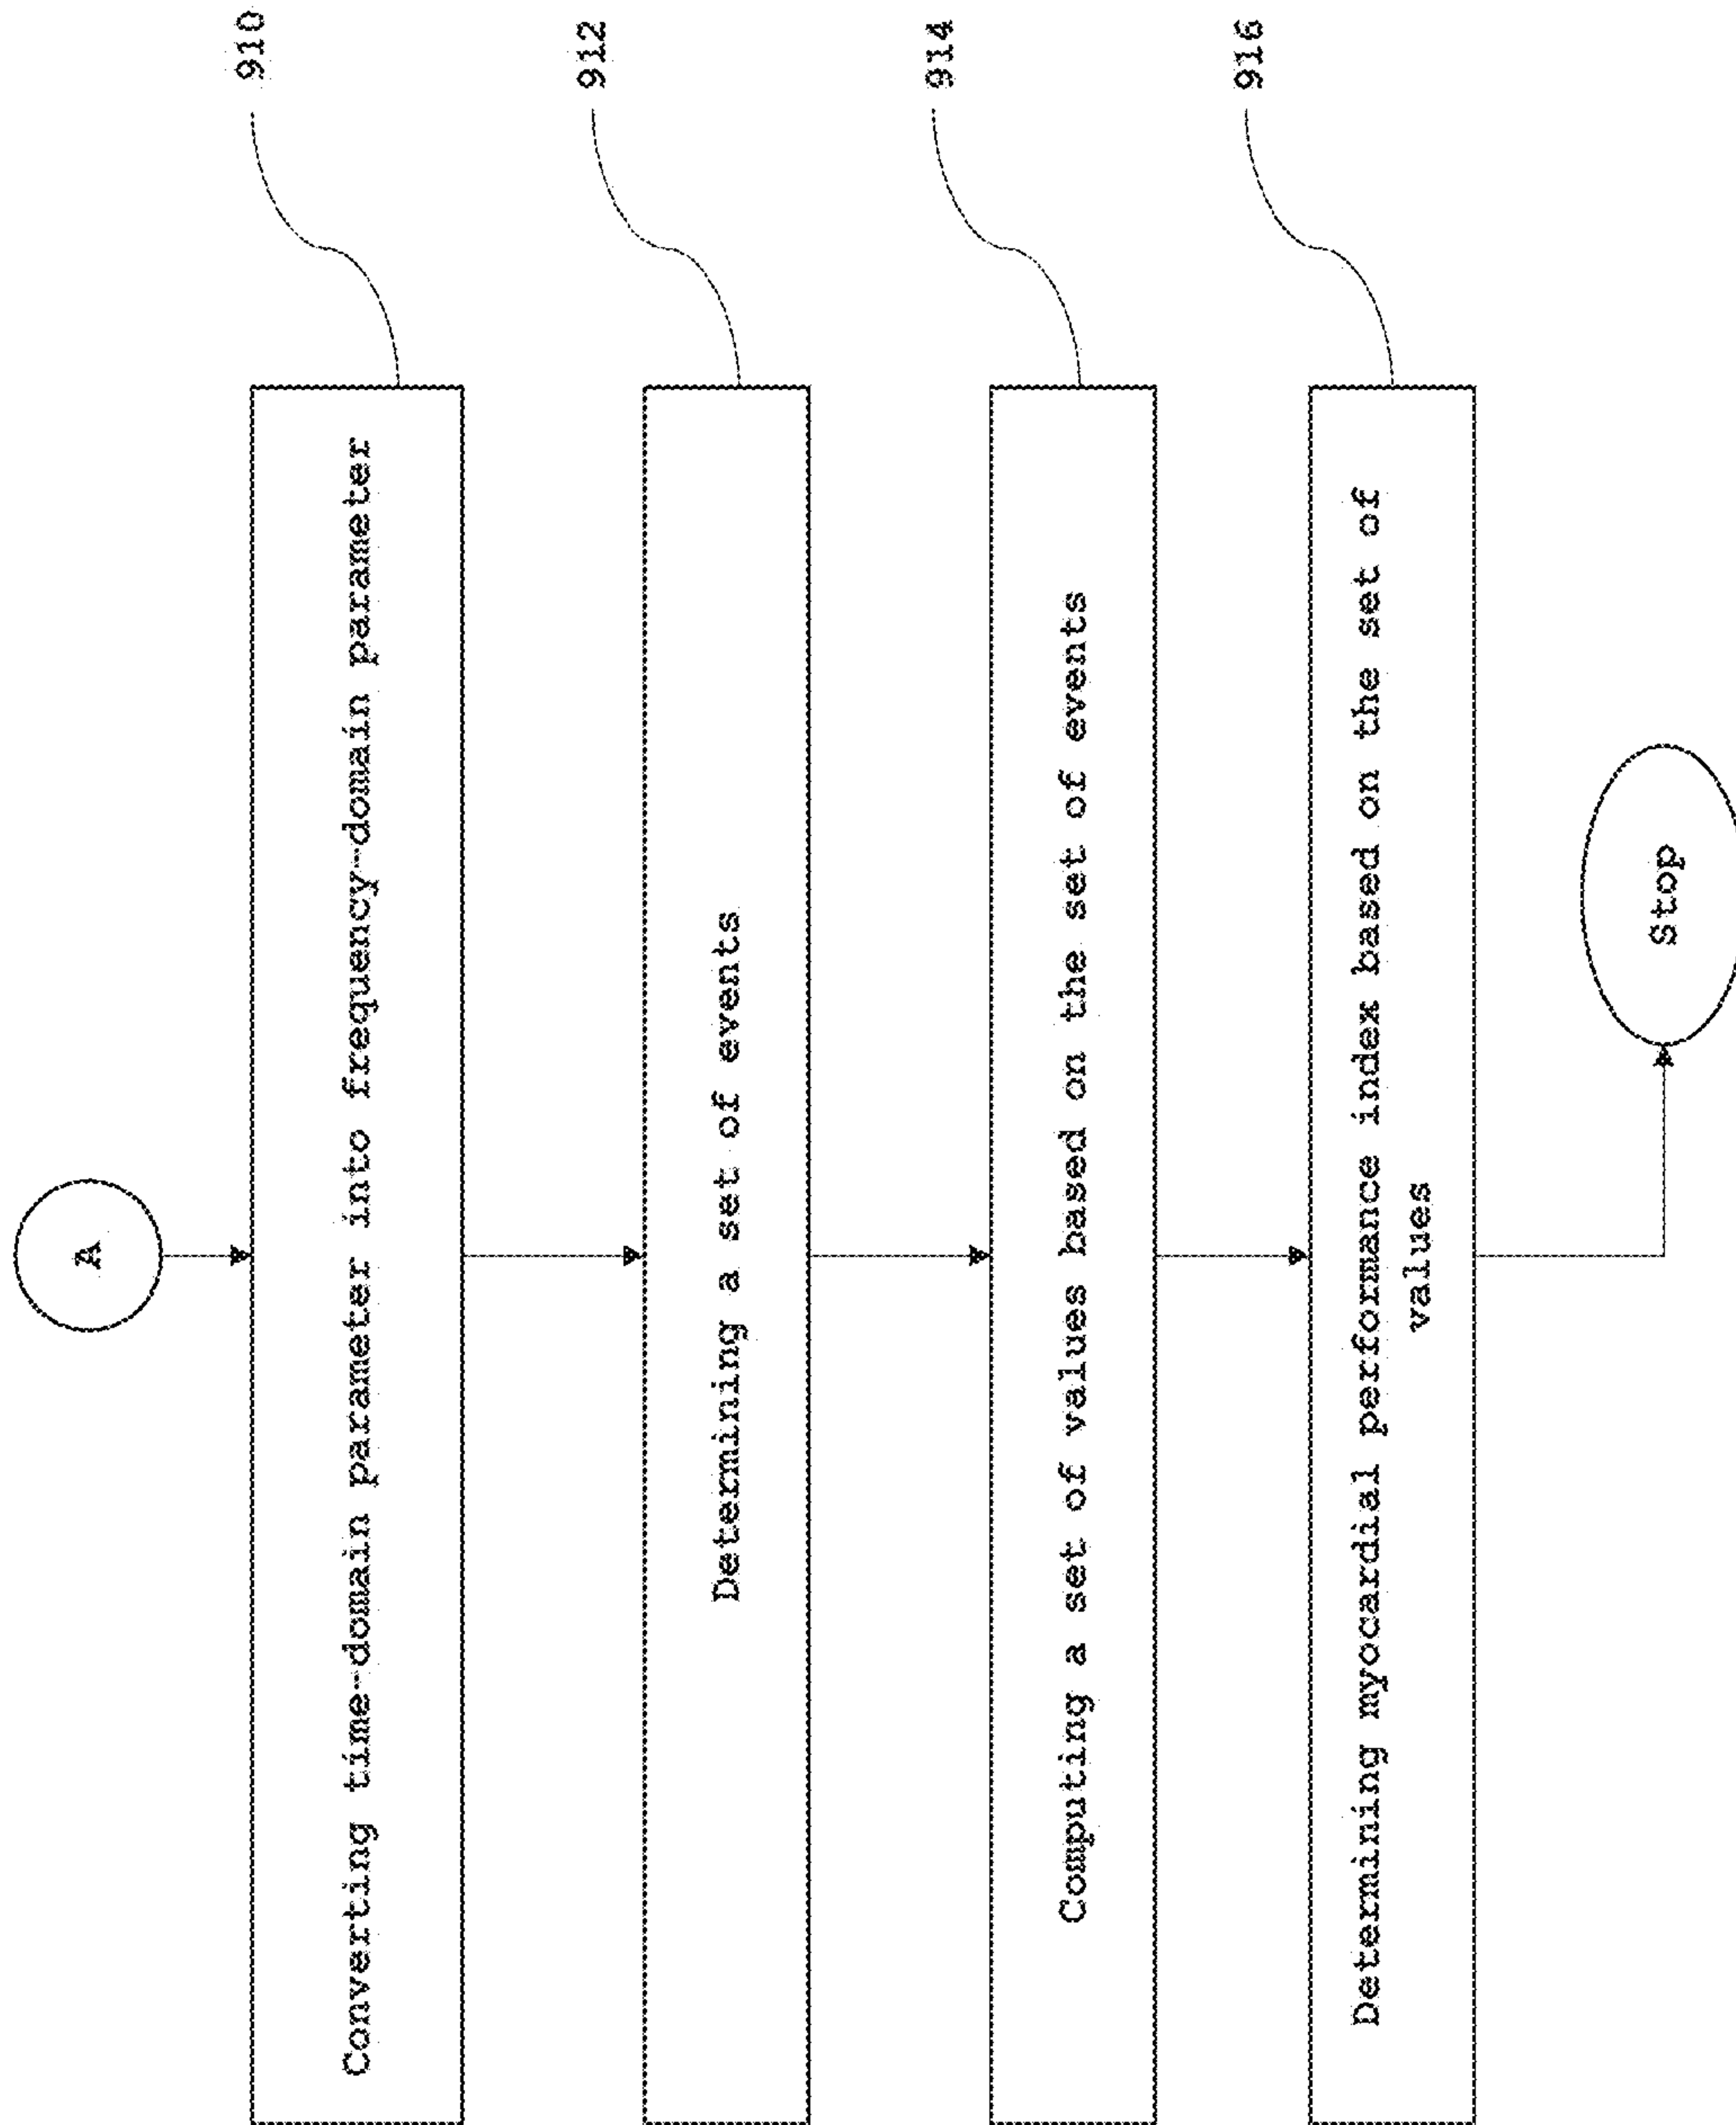 A
Converting time-domain parameter into frequency-domain parameter
910
Determining a set of events
912
Computing a set of values based on the set of events
914
Determining myocardial performance index based on the set of
values
916
Stop